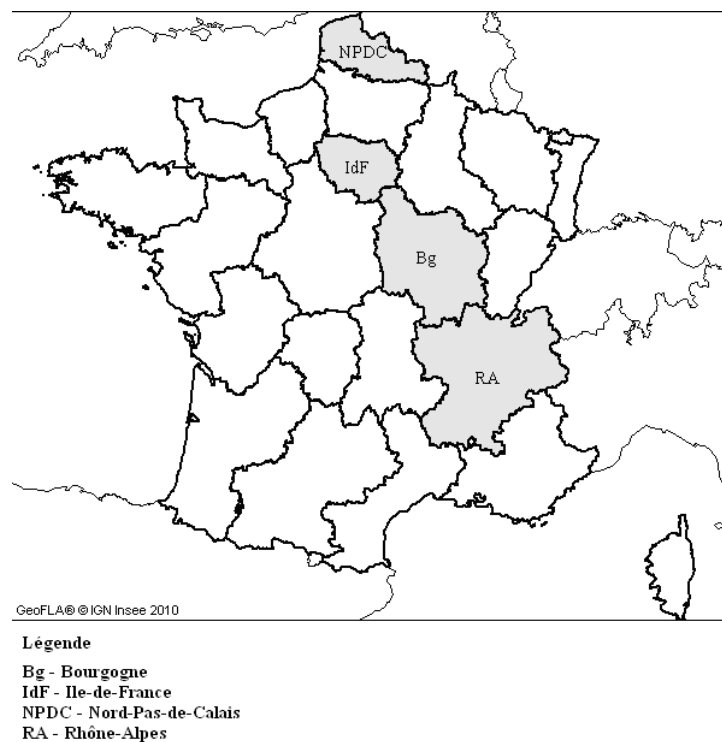 NPDC
IdF
Bg
RA
GeoFLA® © IGN Insee 2010
Légende
Bg - Bourgogne
IdF - Ile-de-France
NPDC - Nord-Pas-de-Calais
RA - Rhône-Alpes